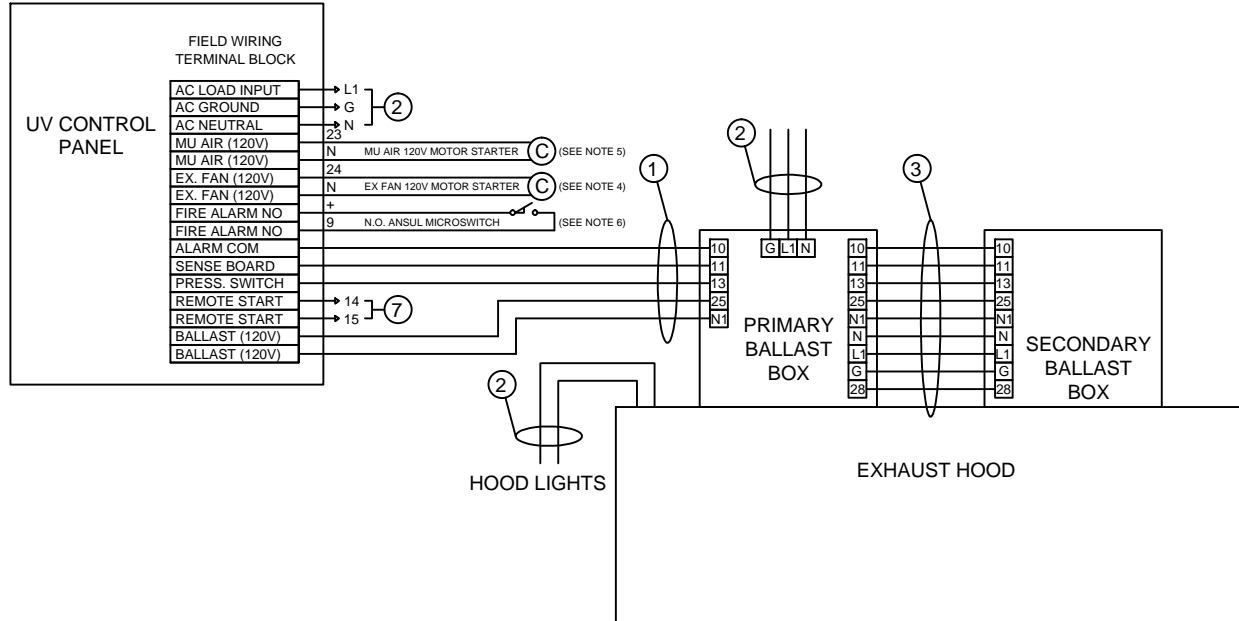 FIELD WIRING
TERMINAL BLOCK
UV CONTROL
PANEL
AC LOAD INPUT
L1
AC GROUND
G
2
AC NEUTRAL
N
MU AIR (120V)
23
MU AIR (120V)
N
MU AIR 120V MOTOR STARTER
C
(SEE NOTE 5)
EX. FAN (120V)
24
EX. FAN (120V)
N
EX FAN 120V MOTOR STARTER
C
(SEE NOTE 4)
FIRE ALARM NO
+
FIRE ALARM NO
9
N.O. ANSUL MICROSWITCH
(SEE NOTE 6)
ALARM COM
SENSE BOARD
PRESS. SWITCH
REMOTE START
14
7
REMOTE START
15
BALLAST (120V)
BALLAST (120V)
1
2
3
G L1 N
10
11
13
25
N1
PRIMARY
BALLAST
BOX
10
11
13
25
N1
N
L1
G
28
10
11
13
25
N1
N
L1
G
28
SECONDARY
BALLAST
BOX
2
HOOD LIGHTS
EXHAUST HOOD